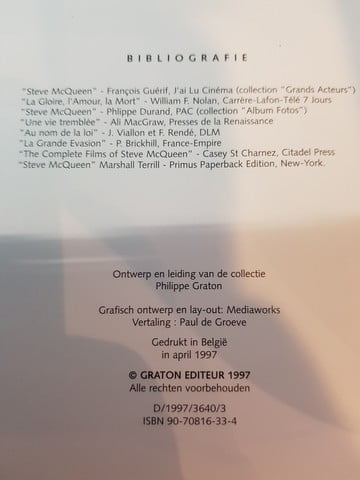 BIBLIOGRAFIE
"Steve McQueen" - François Guérif, J'ai Lu Cinéma (collection "Grands Acteurs")
"La Gloire, l'Amour, la Mort" - William F. Nolan, Carrère-Lafon-Télé 7 Jours
"Steve McQueen" - Phlippe Durand, PAC (collection "Album Fotos")
"Une vie tremblée" - Ali MacGraw, Presses de la Renaissance
"Au nom de la loi" - J. Viallon et F. Rendé, DLM
"La Grande Evasion" - P. Brickhill, France-Empire
"The Complete Films of Steve McQueen" - Casey St Charnez, Citadel Press
"Steve McQueen" Marshall Terrill - Primus Paperback Edition, New-York.
Ontwerp en leiding van de collectie
Philippe Graton
Grafisch ontwerp en lay-out: Mediaworks
Vertaling : Paul de Groeve
Gedrukt in België
in april 1997
© GRATON EDITEUR 1997
Alle rechten voorbehouden
D/1997/3640/3
ISBN 90-70816-33-4